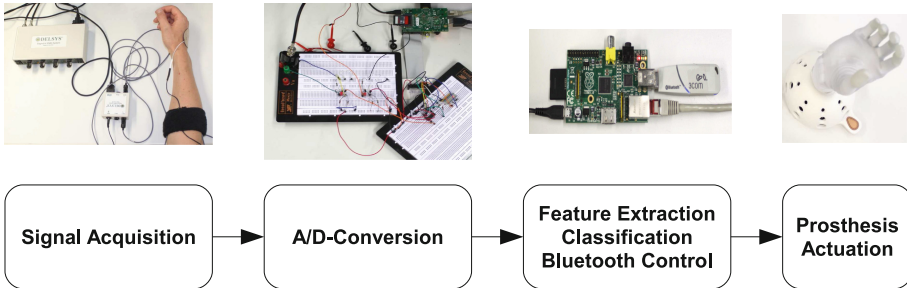 DELSYS
3COM
Signal Acquisition
A/D-Conversion
Feature Extraction
Classification
Bluetooth Control
Prosthesis
Actuation